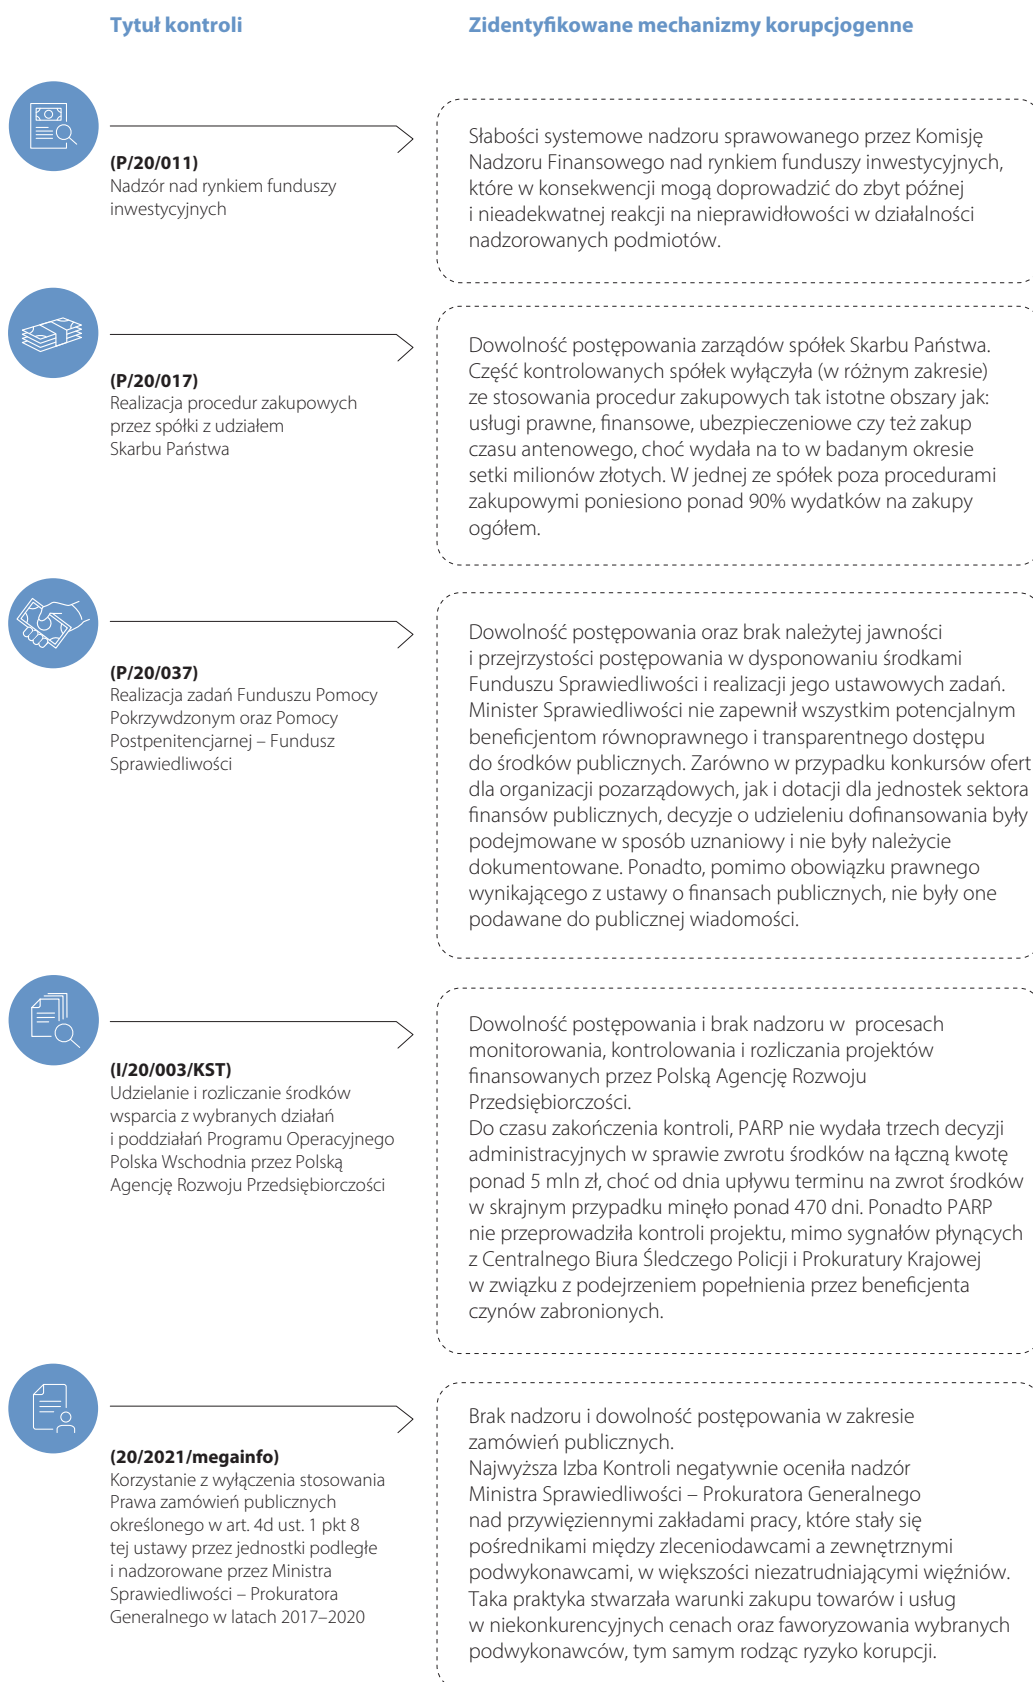 Tytuł kontroli
Zidentyfikowane mechanizmy korupcjogenne
(P/20/011)
Nadzór nad rynkiem funduszy
inwestycyjnych
Słabości systemowe nadzoru sprawowanego przez Komisję
Nadzoru Finansowego nad rynkiem funduszy inwestycyjnych,
które w konsekwencji mogą doprowadzić do zbyt późnej
i nieadekwatnej reakcji na nieprawidłowości w działalności
nadzorowanych podmiotów.
(P/20/017)
Realizacja procedur zakupowych
przez spółki z udziałem
Skarbu Państwa
Dowolność postępowania zarządów spółek Skarbu Państwa.
Część kontrolowanych spółek wyłączyła (w różnym zakresie)
ze stosowania procedur zakupowych tak istotne obszary jak:
usługi prawne, finansowe, ubezpieczeniowe czy też zakup
czasu antenowego, choć wydała na to w badanym okresie
setki milionów złotych. W jednej ze spółek poza procedurami
zakupowymi poniesiono ponad 90% wydatków na zakupy
ogółem.
(P/20/037)
Realizacja zadań Funduszu Pomocy
Pokrzywdzonym oraz Pomocy
Postpenitencjarnej – Fundusz
Sprawiedliwości
Dowolność postępowania oraz brak należytej jawności
i przejrzystości postępowania w dysponowaniu środkami
Funduszu Sprawiedliwości i realizacji jego ustawowych zadań.
Minister Sprawiedliwości nie zapewnił wszystkim potencjalnym
beneficjentom równoprawnego i transparentnego dostępu
do środków publicznych. Zarówno w przypadku konkursów ofert
dla organizacji pozarządowych, jak i dotacji dla jednostek sektora
finansów publicznych, decyzje o udzieleniu dofinansowania były
podejmowane w sposób uznaniowy i nie były należycie
dokumentowane. Ponadto, pomimo obowiązku prawnego
wynikającego z ustawy o finansach publicznych, nie były one
podawane do publicznej wiadomości.
(I/20/003/KST)
Udzielanie i rozliczanie środków
wsparcia z wybranych działań
i poddziałań Programu Operacyjnego
Polska Wschodnia przez Polską
Agencję Rozwoju Przedsiębiorczości
Dowolność postępowania i brak nadzoru w procesach
monitorowania, kontrolowania i rozliczania projektów
finansowanych przez Polską Agencję Rozwoju
Przedsiębiorczości.
Do czasu zakończenia kontroli, PARP nie wydała trzech decyzji
administracyjnych w sprawie zwrotu środków na łączną kwotę
ponad 5 mln zł, choć od dnia upływu terminu na zwrot środków
w skrajnym przypadku minęło ponad 470 dni. Ponadto PARP
nie przeprowadziła kontroli projektu, mimo sygnałów płynących
z Centralnego Biura Śledczego Policji i Prokuratury Krajowej
w związku z podejrzeniem popełnienia przez beneficjenta
czynów zabronionych.
(20/2021/megainfo)
Korzystanie z wyłączenia stosowania
Prawa zamówień publicznych
określonego w art. 4d ust. 1 pkt 8
tej ustawy przez jednostki podległe
i nadzorowane przez Ministra
Sprawiedliwości – Prokuratora
Generalnego w latach 2017–2020
Brak nadzoru i dowolność postępowania w zakresie
zamówień publicznych.
Najwyższa Izba Kontroli negatywnie oceniła nadzór
Ministra Sprawiedliwości – Prokuratora Generalnego
nad przywięziennymi zakładami pracy, które stały się
pośrednikami między zleceniodawcami a zewnętrznymi
podwykonawcami, w większości niezatrudniającymi więźniów.
Taka praktyka stwarzała warunki zakupu towarów i usług
w niekonkurencyjnych cenach oraz faworyzowania wybranych
podwykonawców, tym samym rodząc ryzyko korupcji.